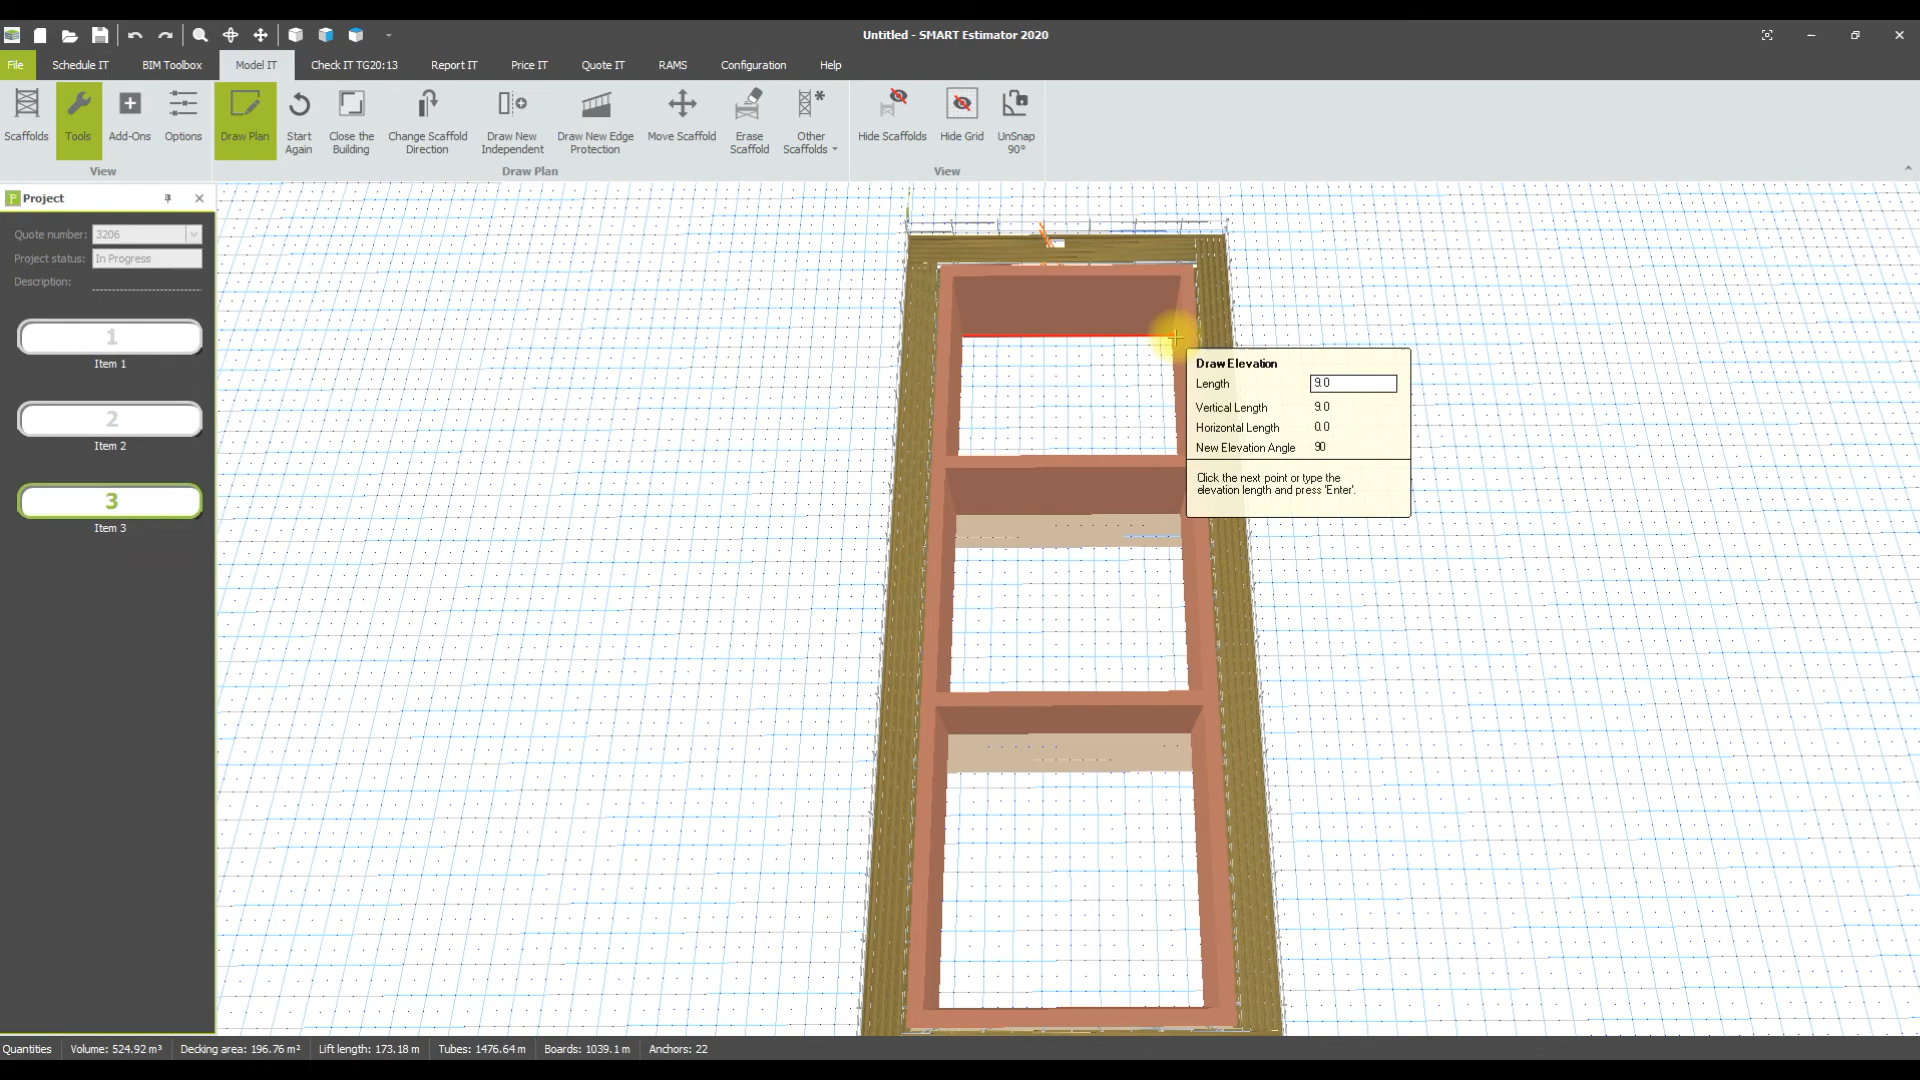 Untitled - SMART Estimator 2020
File
Schedule IT
BIM Toolbox
Model IT
Check IT TG20:13
Report IT
Price IT
Quote IT
RAMS
Configuration
Help
Scaffolds
Tools
Add-Ons
Options
Draw Plan
Start
Again
Close the
Building
Change Scaffold
Direction
Draw New
Independent
Draw New Edge
Protection
Move Scaffold
Erase
Scaffold
Other
Scaffolds
Hide Scaffolds
Hide Grid
UnSnap
90°
View
Draw Plan
View
P Project
Quote number: 3206
Project status: In Progress
Description:
1
Item 1
2
Item 2
3
Item 3
Draw Elevation
Length 9.0
Vertical Length 9.0
Horizontal Length 0.0
New Elevation Angle 90
Click the next point or type the
elevation length and press 'Enter'.
Quantities Volume: 524.92 m³ Decking area: 196.76 m² Lift length: 173.18 m Tubes: 1476.64 m Boards: 1039.1 m Anchors: 22